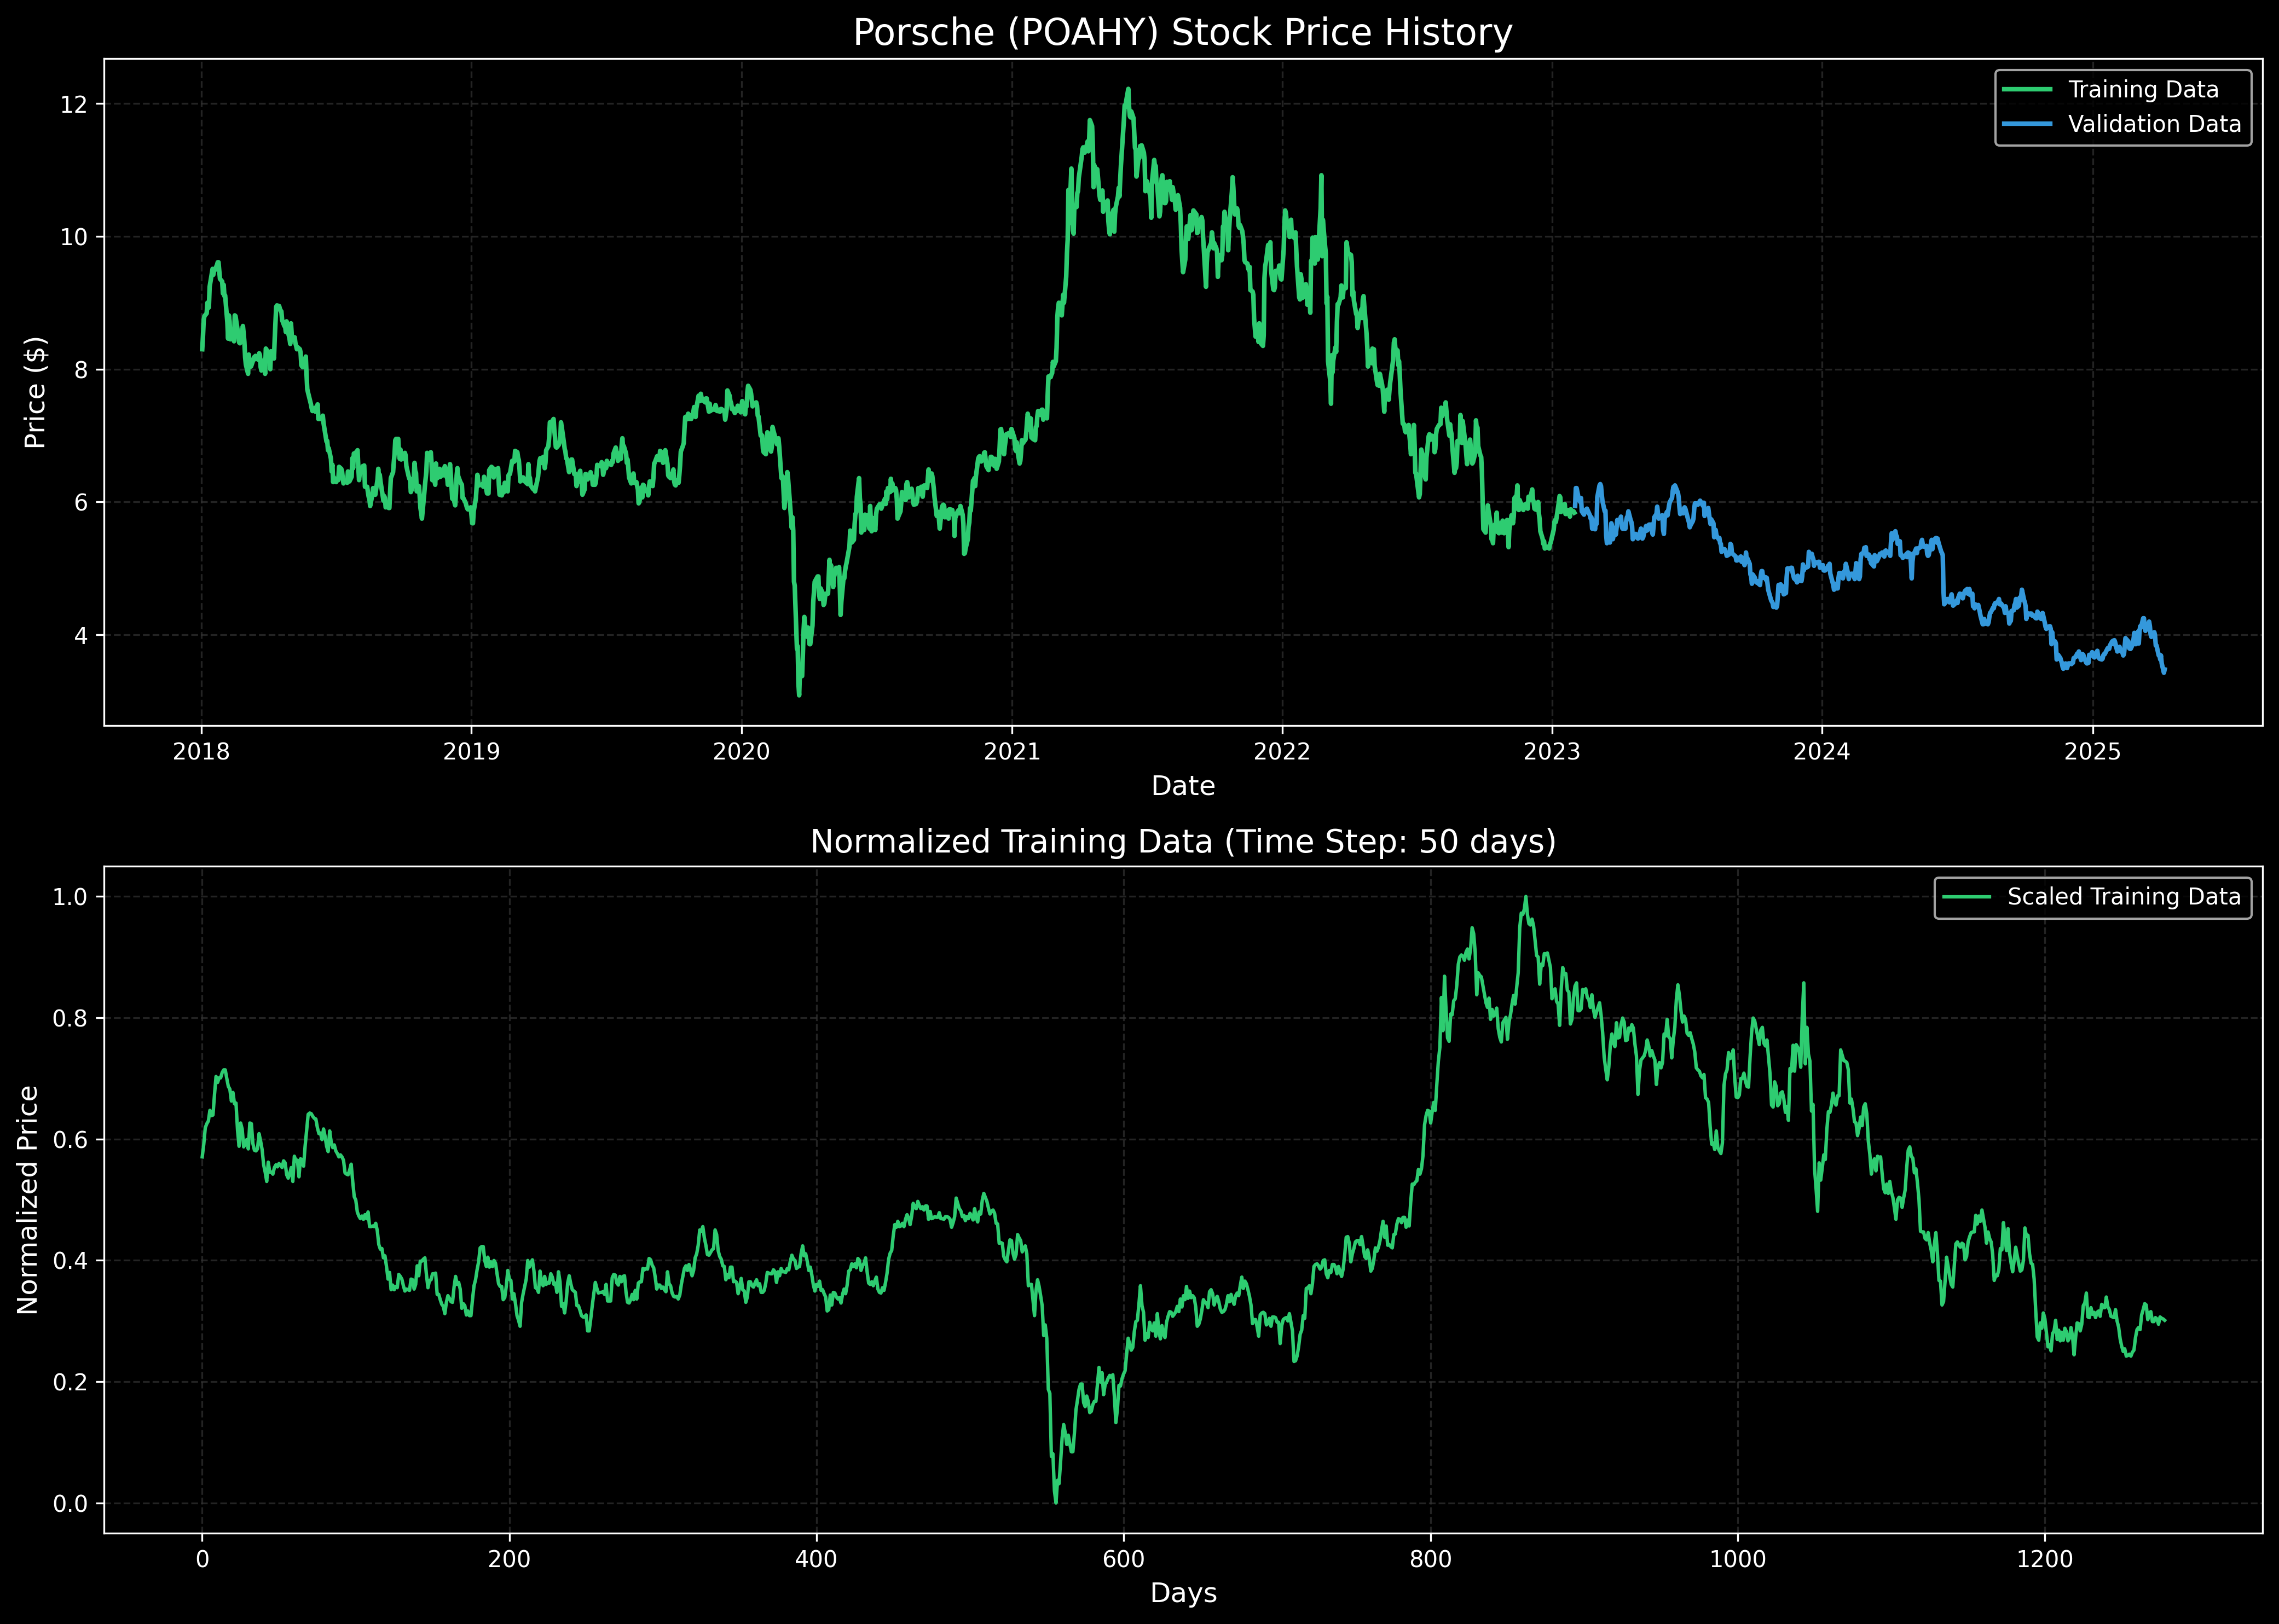 Porsche (POAHY) Stock Price History
Price ($)
12
10
8
6
4
Training Data
Validation Data
2018 2019 2020 2021 2022 2023 2024 2025
Date
Normalized Training Data (Time Step: 50 days)
Normalized Price
1.0
0.8
0.6
0.4
0.2
0.0
Scaled Training Data
0 200 400 600 800 1000 1200
Days